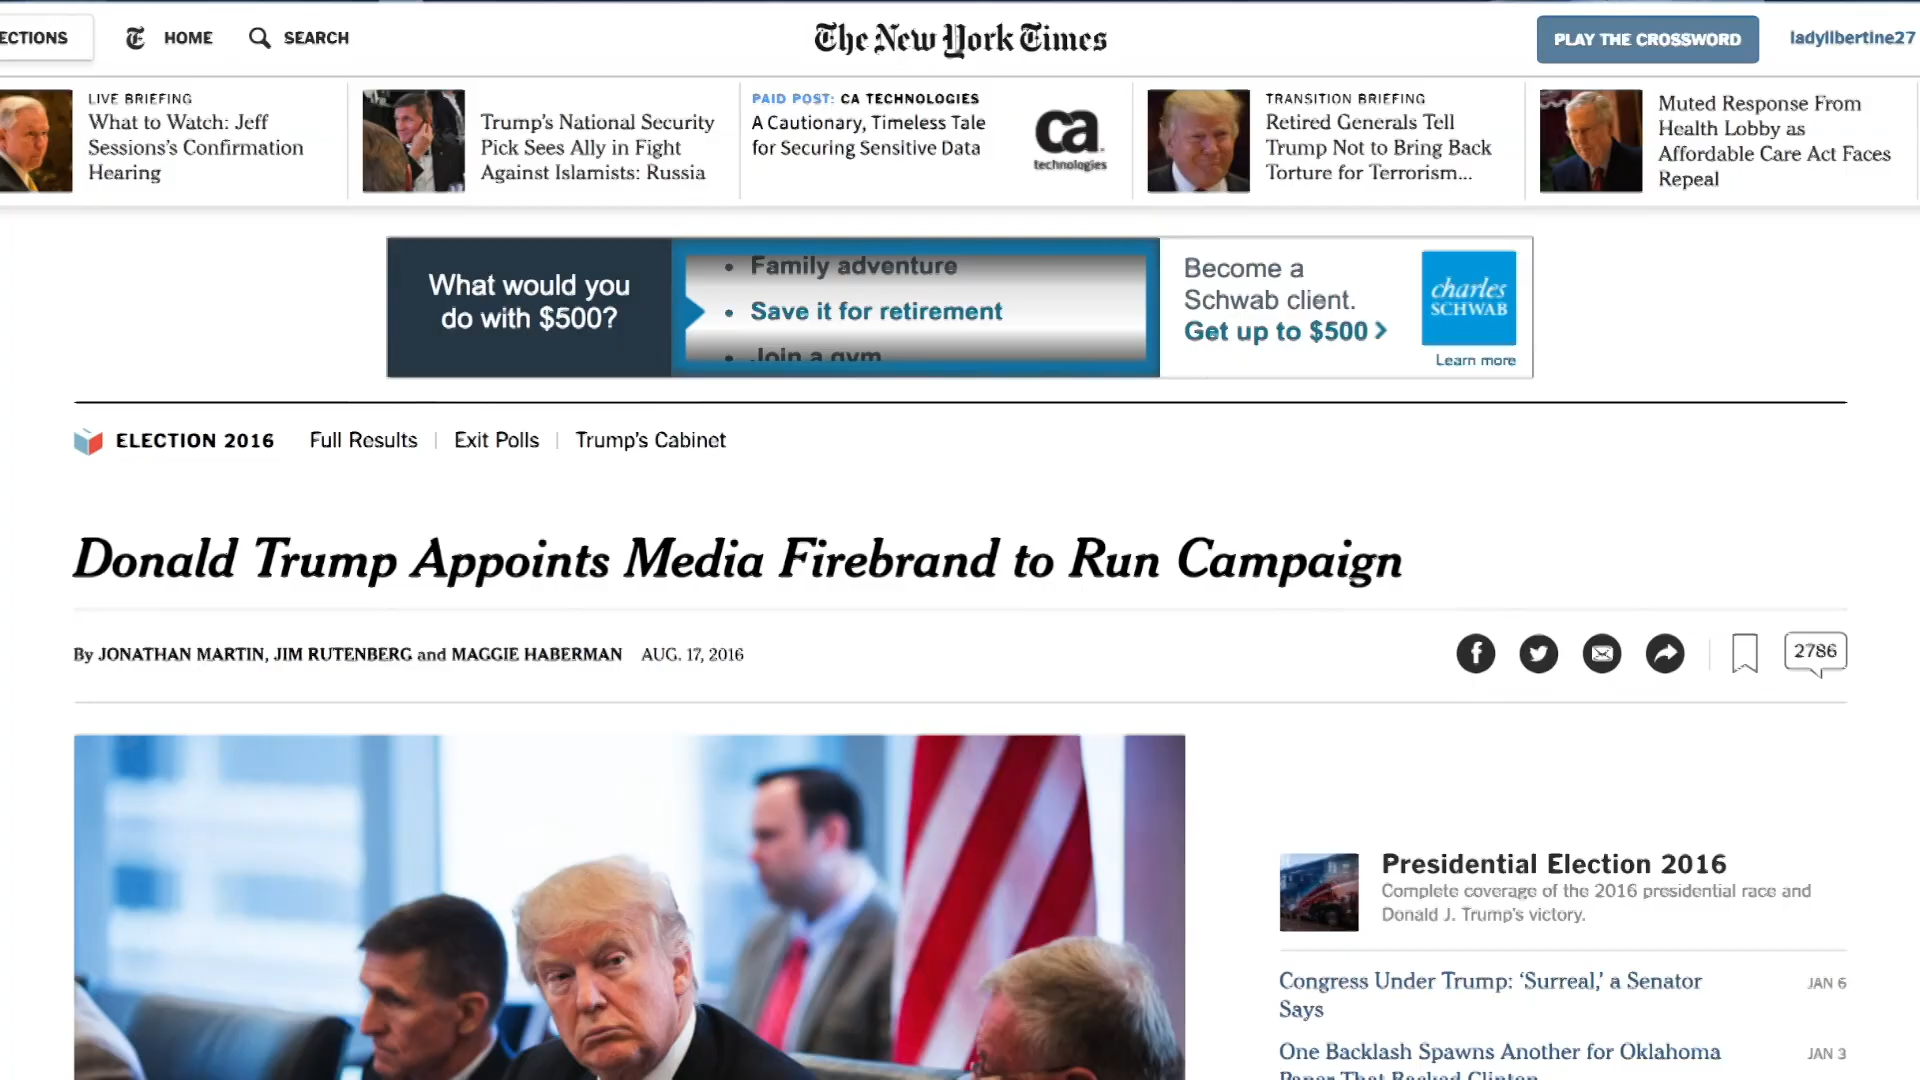 ECTIONS
HOME
SEARCH
The New York Times
PLAY THE CROSSWORD
ladylibertine27
LIVE BRIEFING
What to Watch: Jeff
Sessions's Confirmation
Hearing
Trump's National Security
Pick Sees Ally in Fight
Against Islamists: Russia
PAID POST: CA TECHNOLOGIES
A Cautionary, Timeless Tale
for Securing Sensitive Data
ca
technologies
TRANSITION BRIEFING
Retired Generals Tell
Trump Not to Bring Back
Torture for Terrorism...
Muted Response From
Health Lobby as
Affordable Care Act Faces
Repeal
What would you
do with $500?
• Family adventure
• Save it for retirement
• Join a gym
Become a
Schwab client.
Get up to $500 >
charles
SCHWAB
Learn more
ELECTION 2016 Full Results | Exit Polls | Trump's Cabinet
Donald Trump Appoints Media Firebrand to Run Campaign
By JONATHAN MARTIN, JIM RUTENBERG and MAGGIE HABERMAN AUG. 17, 2016
2786
Presidential Election 2016
Complete coverage of the 2016 presidential race and
Donald J. Trump's victory.
Congress Under Trump: ‘Surreal,’ a Senator
Says
JAN 6
One Backlash Spawns Another for Oklahoma
Paper That Backed Clinton
JAN 3